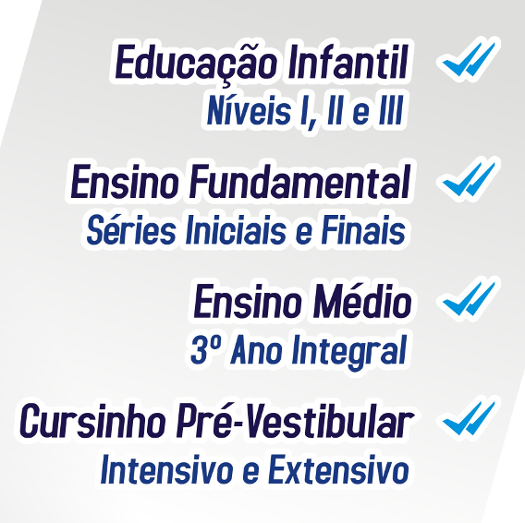 Educação Infantil
Níveis I, II e III
Ensino Fundamental
Séries Iniciais e Finais
Ensino Médio
3º Ano Integral
Cursinho Pré-Vestibular
Intensivo e Extensivo